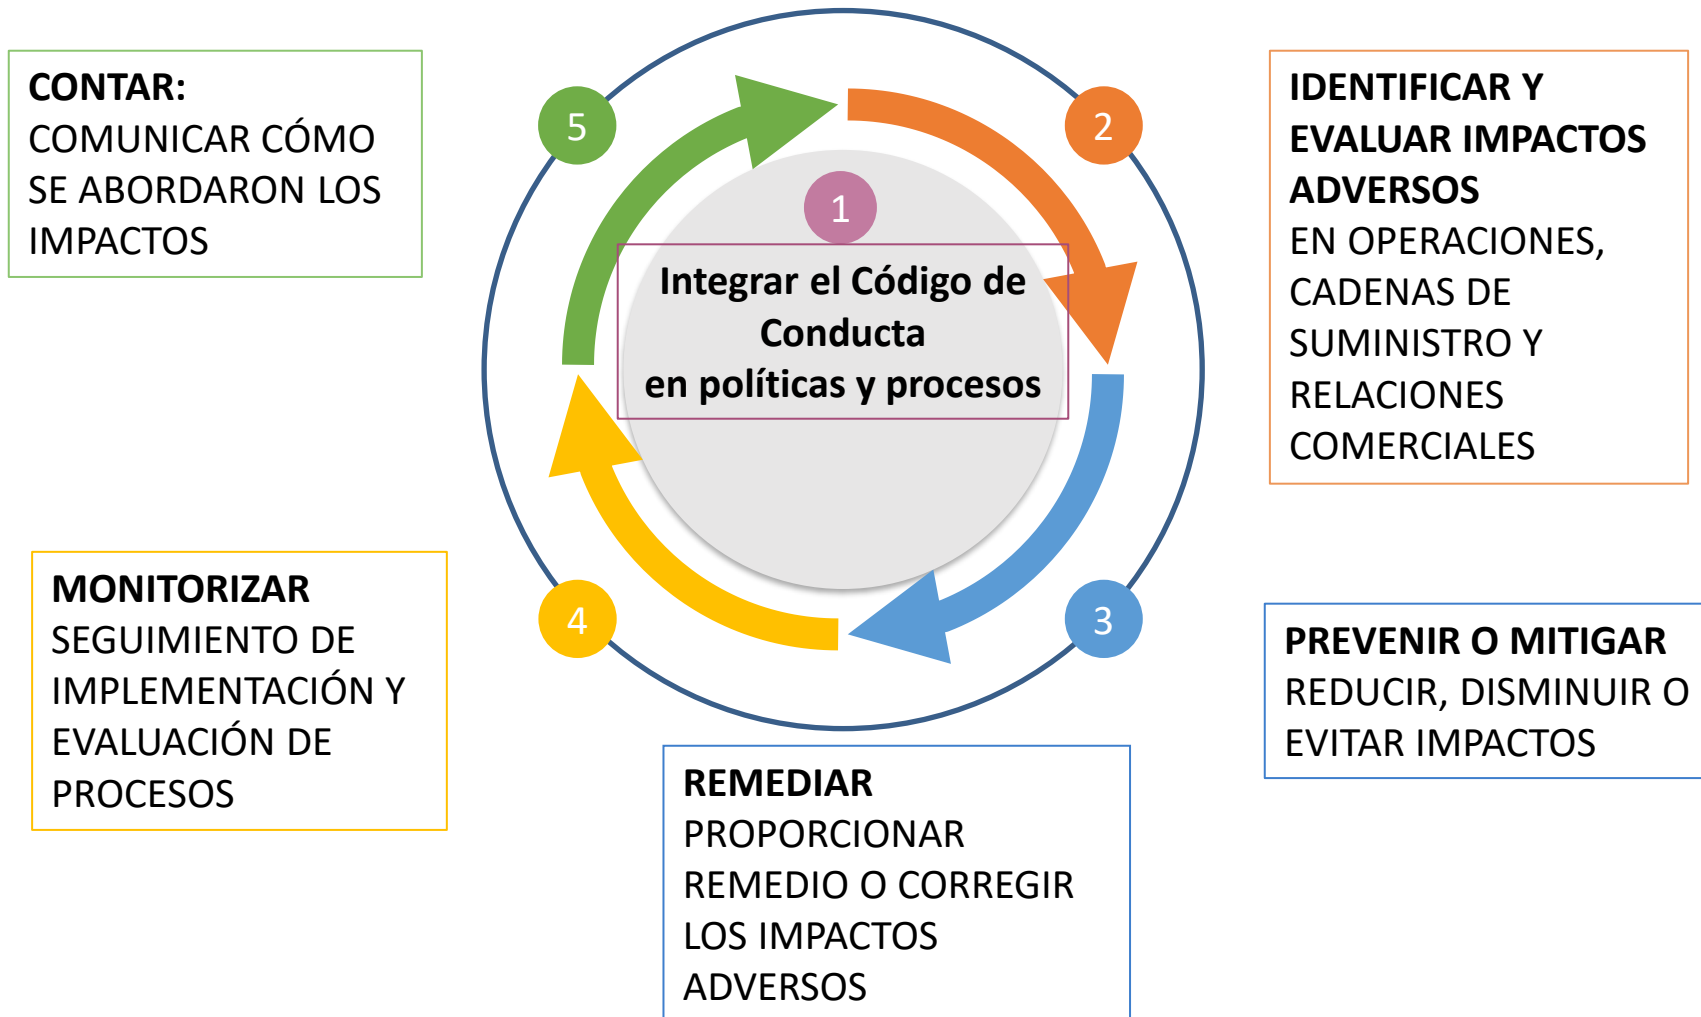 1
Integrar el Código de
Conducta
en políticas y procesos
2
IDENTIFICAR Y
EVALUAR IMPACTOS
ADVERSOS
EN OPERACIONES,
CADENAS DE
SUMINISTRO Y
RELACIONES
COMERCIALES
3
PREVENIR O MITIGAR
REDUCIR, DISMINUIR O
EVITAR IMPACTOS
REMEDIAR
PROPORCIONAR
REMEDIO O CORREGIR
LOS IMPACTOS
ADVERSOS
4
MONITORIZAR
SEGUIMIENTO DE
IMPLEMENTACIÓN Y
EVALUACIÓN DE
PROCESOS
5
CONTAR:
COMUNICAR CÓMO
SE ABORDARON LOS
IMPACTOS